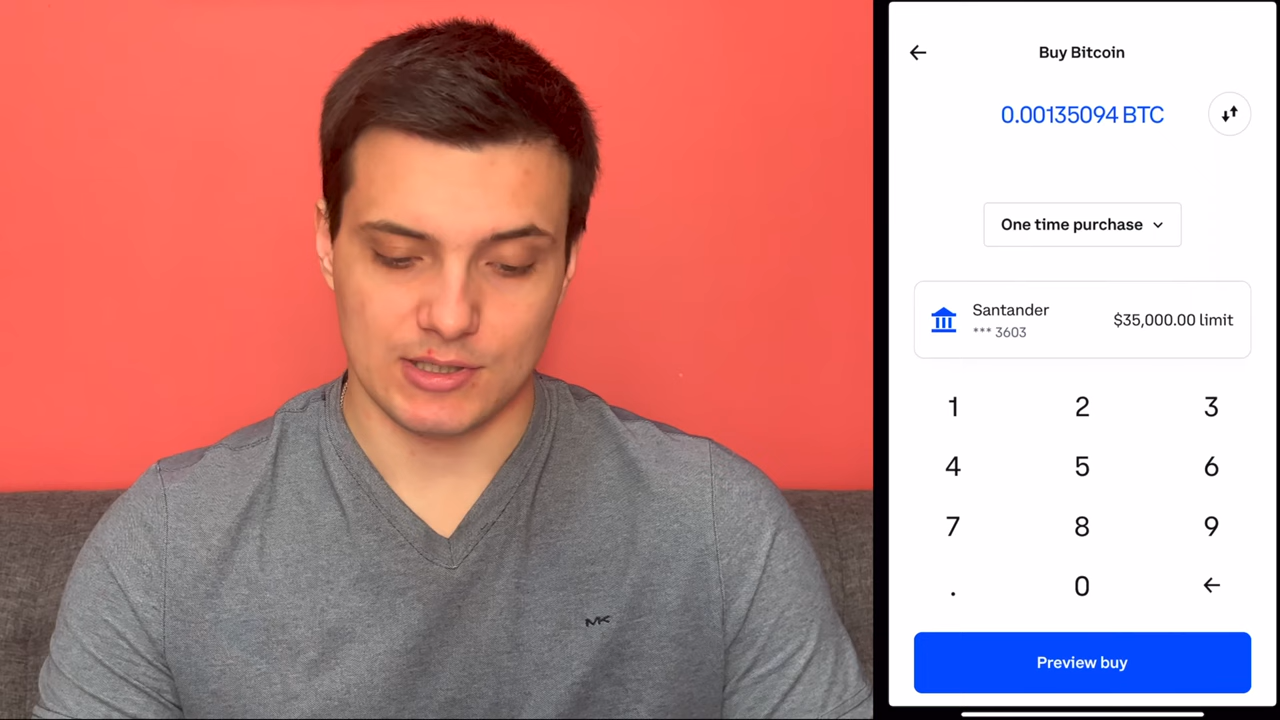 Buy Bitcoin
0.00135094 BTC
One time purchase
Santander
*** 3603
$35,000.00 limit
1 2 3
4 5 6
7 8 9
. 0
Preview buy
MK